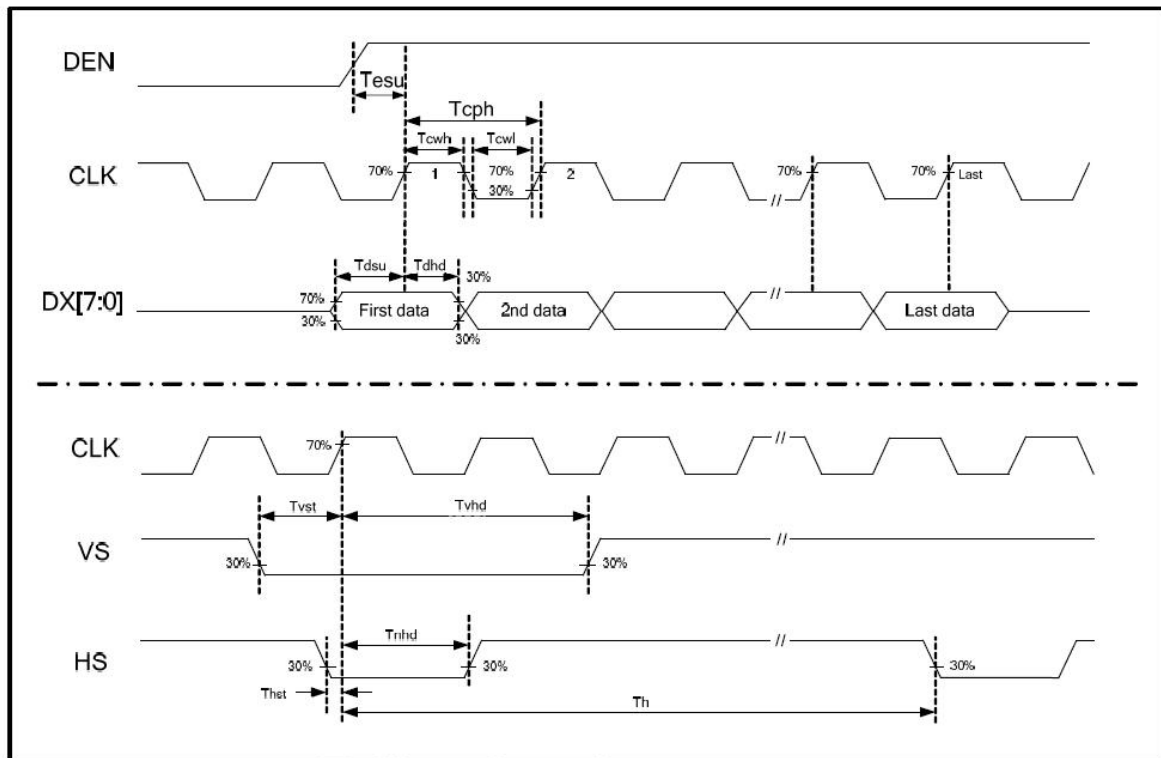 DEN
Tesu
Tcph
Tcwh
Tcwl
CLK
70%
1
70%
30%
2
70%
70%
Last
//
Tdsu
Tdhd
30%
DX[7:0]
70%
30%
First data
30%
2nd data
//
Last data
CLK
70%
//
Tvst
Tvhd
VS
30%
30%
//
Thhd
HS
30%
30%
//
30%
Thst
Th